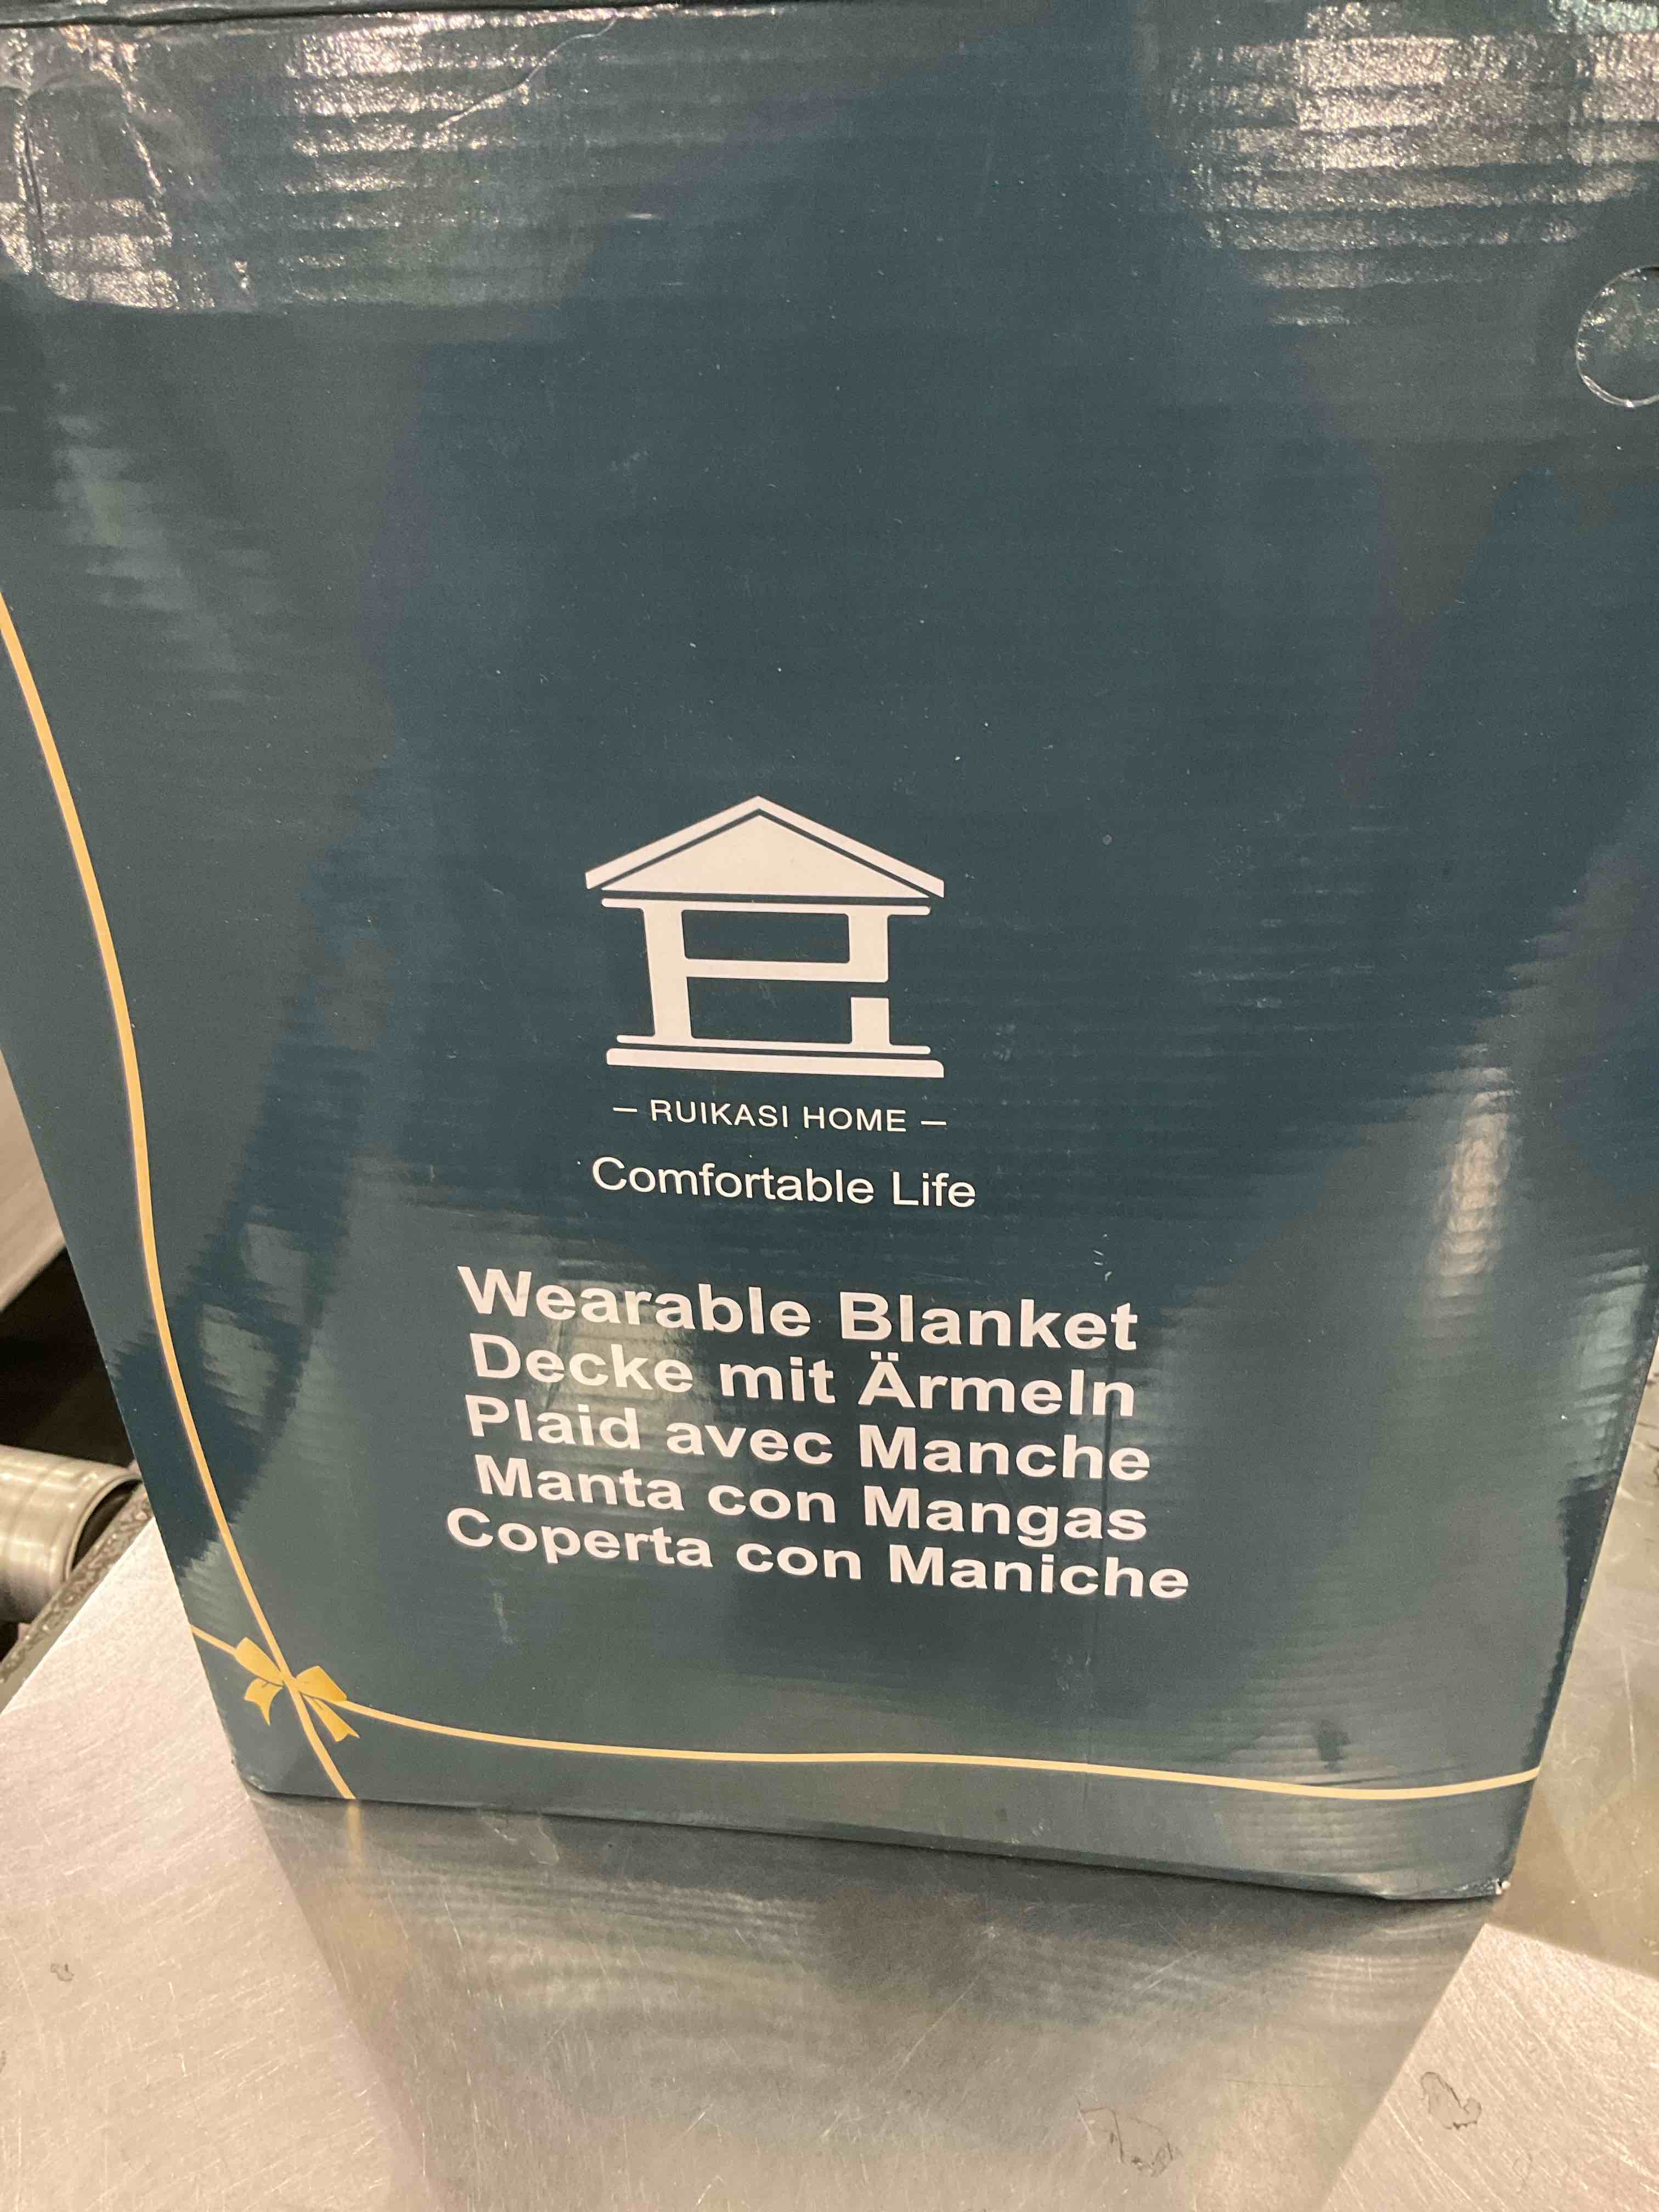 — RUIKASI HOME —
Comfortable Life
Wearable Blanket
Decke mit Ärmeln
Plaid avec Manche
Manta con Mangas
Coperta con Maniche